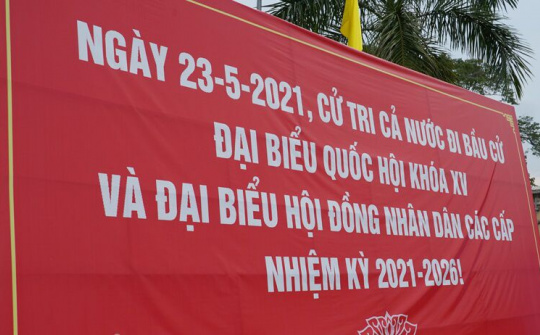 NGÀY 23-5-2021, CỬ TRI CẢ NƯỚC ĐI BẦU CỬ
ĐẠI BIỂU QUỐC HỘI KHÓA XV
VÀ ĐẠI BIỂU HỘI ĐỒNG NHÂN DÂN CÁC CẤP
NHIỆM KỲ 2021-2026!